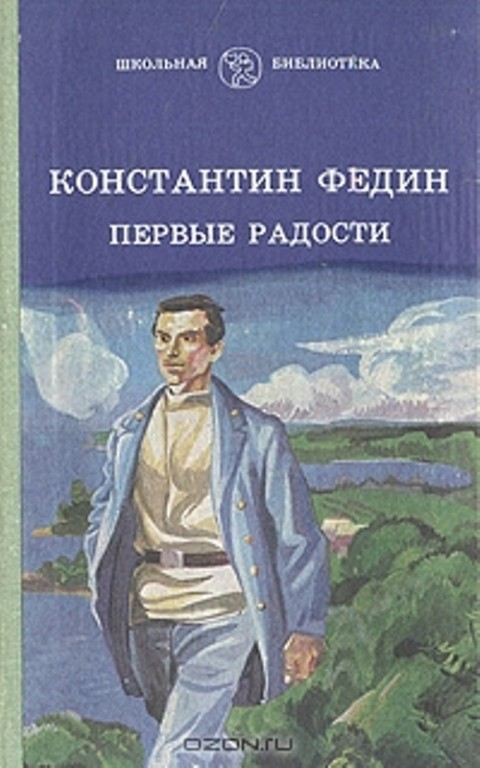 ШКОЛЬНАЯ БИБЛИОТЕКА
КОНСТАНТИН ФЕДИН
ПЕРВЫЕ РАДОСТИ
ozon.ru